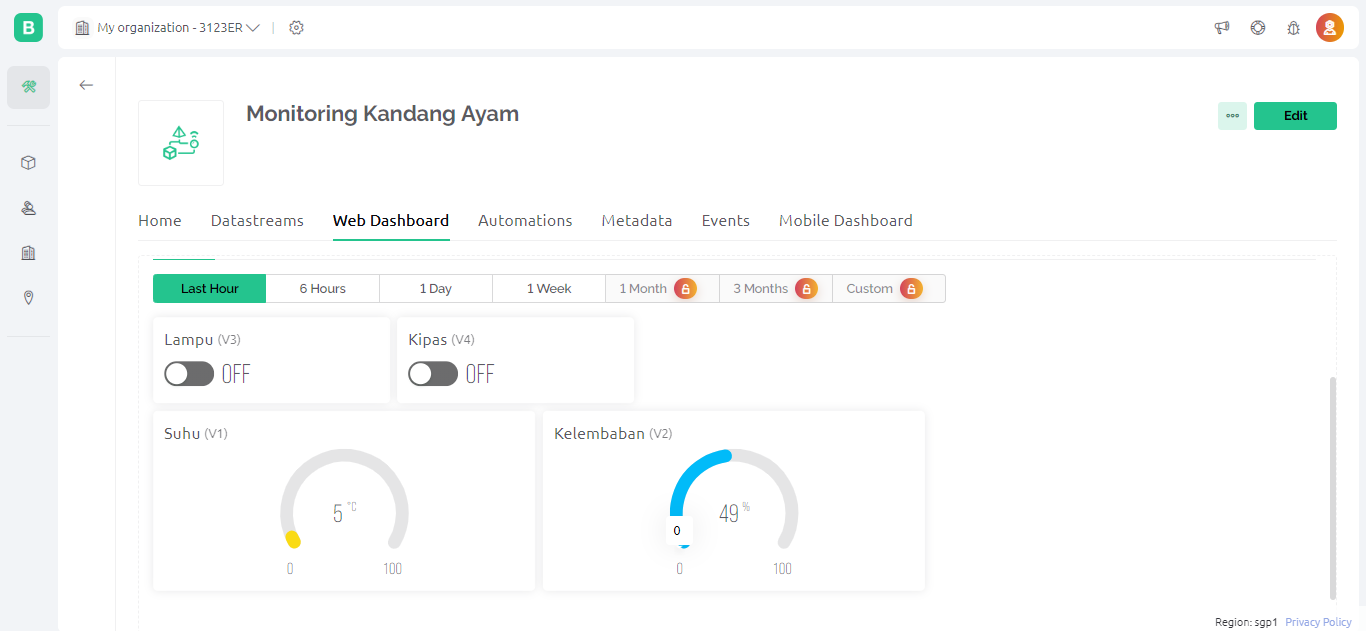 B
My organization - 3123ER
Monitoring Kandang Ayam
Edit
Home Datastreams Web Dashboard Automations Metadata Events Mobile Dashboard
Last Hour 6 Hours 1 Day 1 Week 1 Month 3 Months Custom
Lampu (V3)
OFF
Kipas (V4)
OFF
Suhu (V1)
5 °C
0 100
Kelembaban (V2)
49 %
0
0 100
Region: sgp1 Privacy Policy